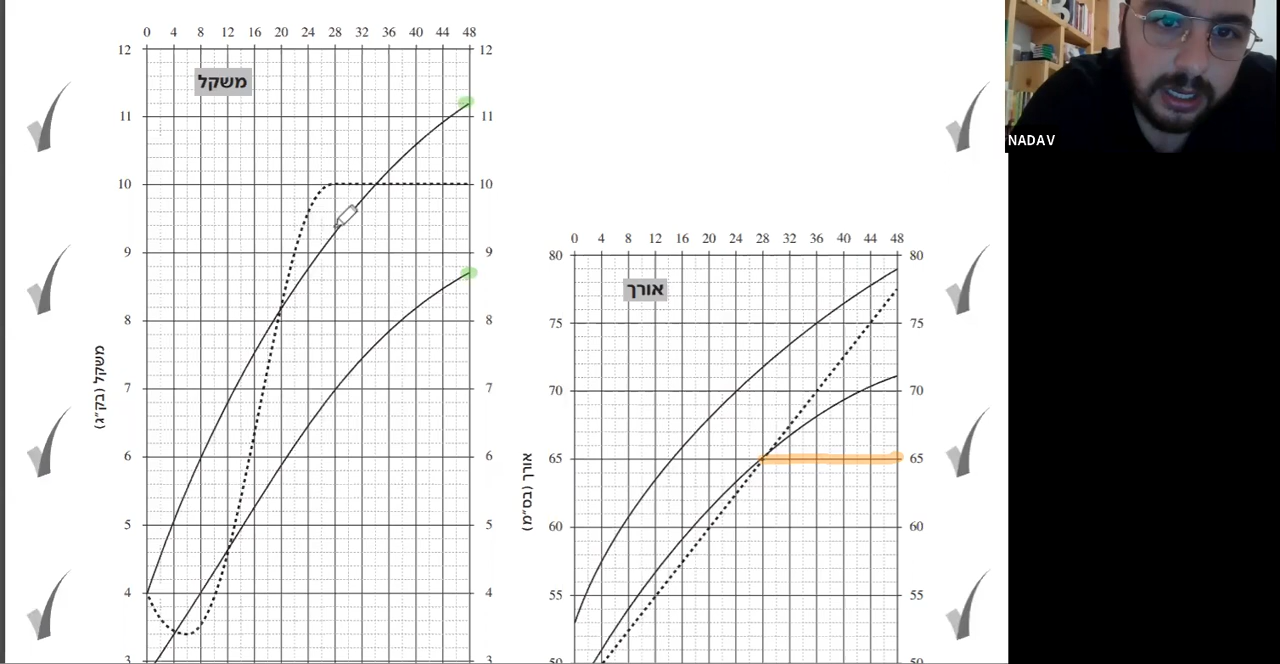 0 4 8 12 16 20 24 28 32 36 40 44 48
12 12
משקל
11 11
10 10
9 9
8 8
7 7
6 6
5 5
4 4
3 3
משקל (בק״ג)
0 4 8 12 16 20 24 28 32 36 40 44 48
80 80
אורך
75 75
70 70
65 65
60 60
55 55
50 50
אורך (בס״מ)
NADAV